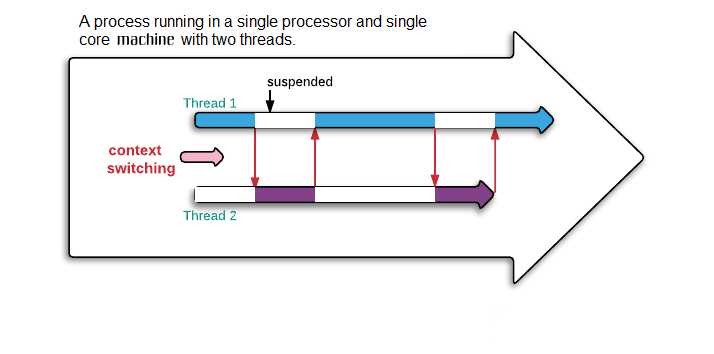 A process running in a single processor and single
core machine with two threads.
suspended
Thread 1
context
switching
Thread 2